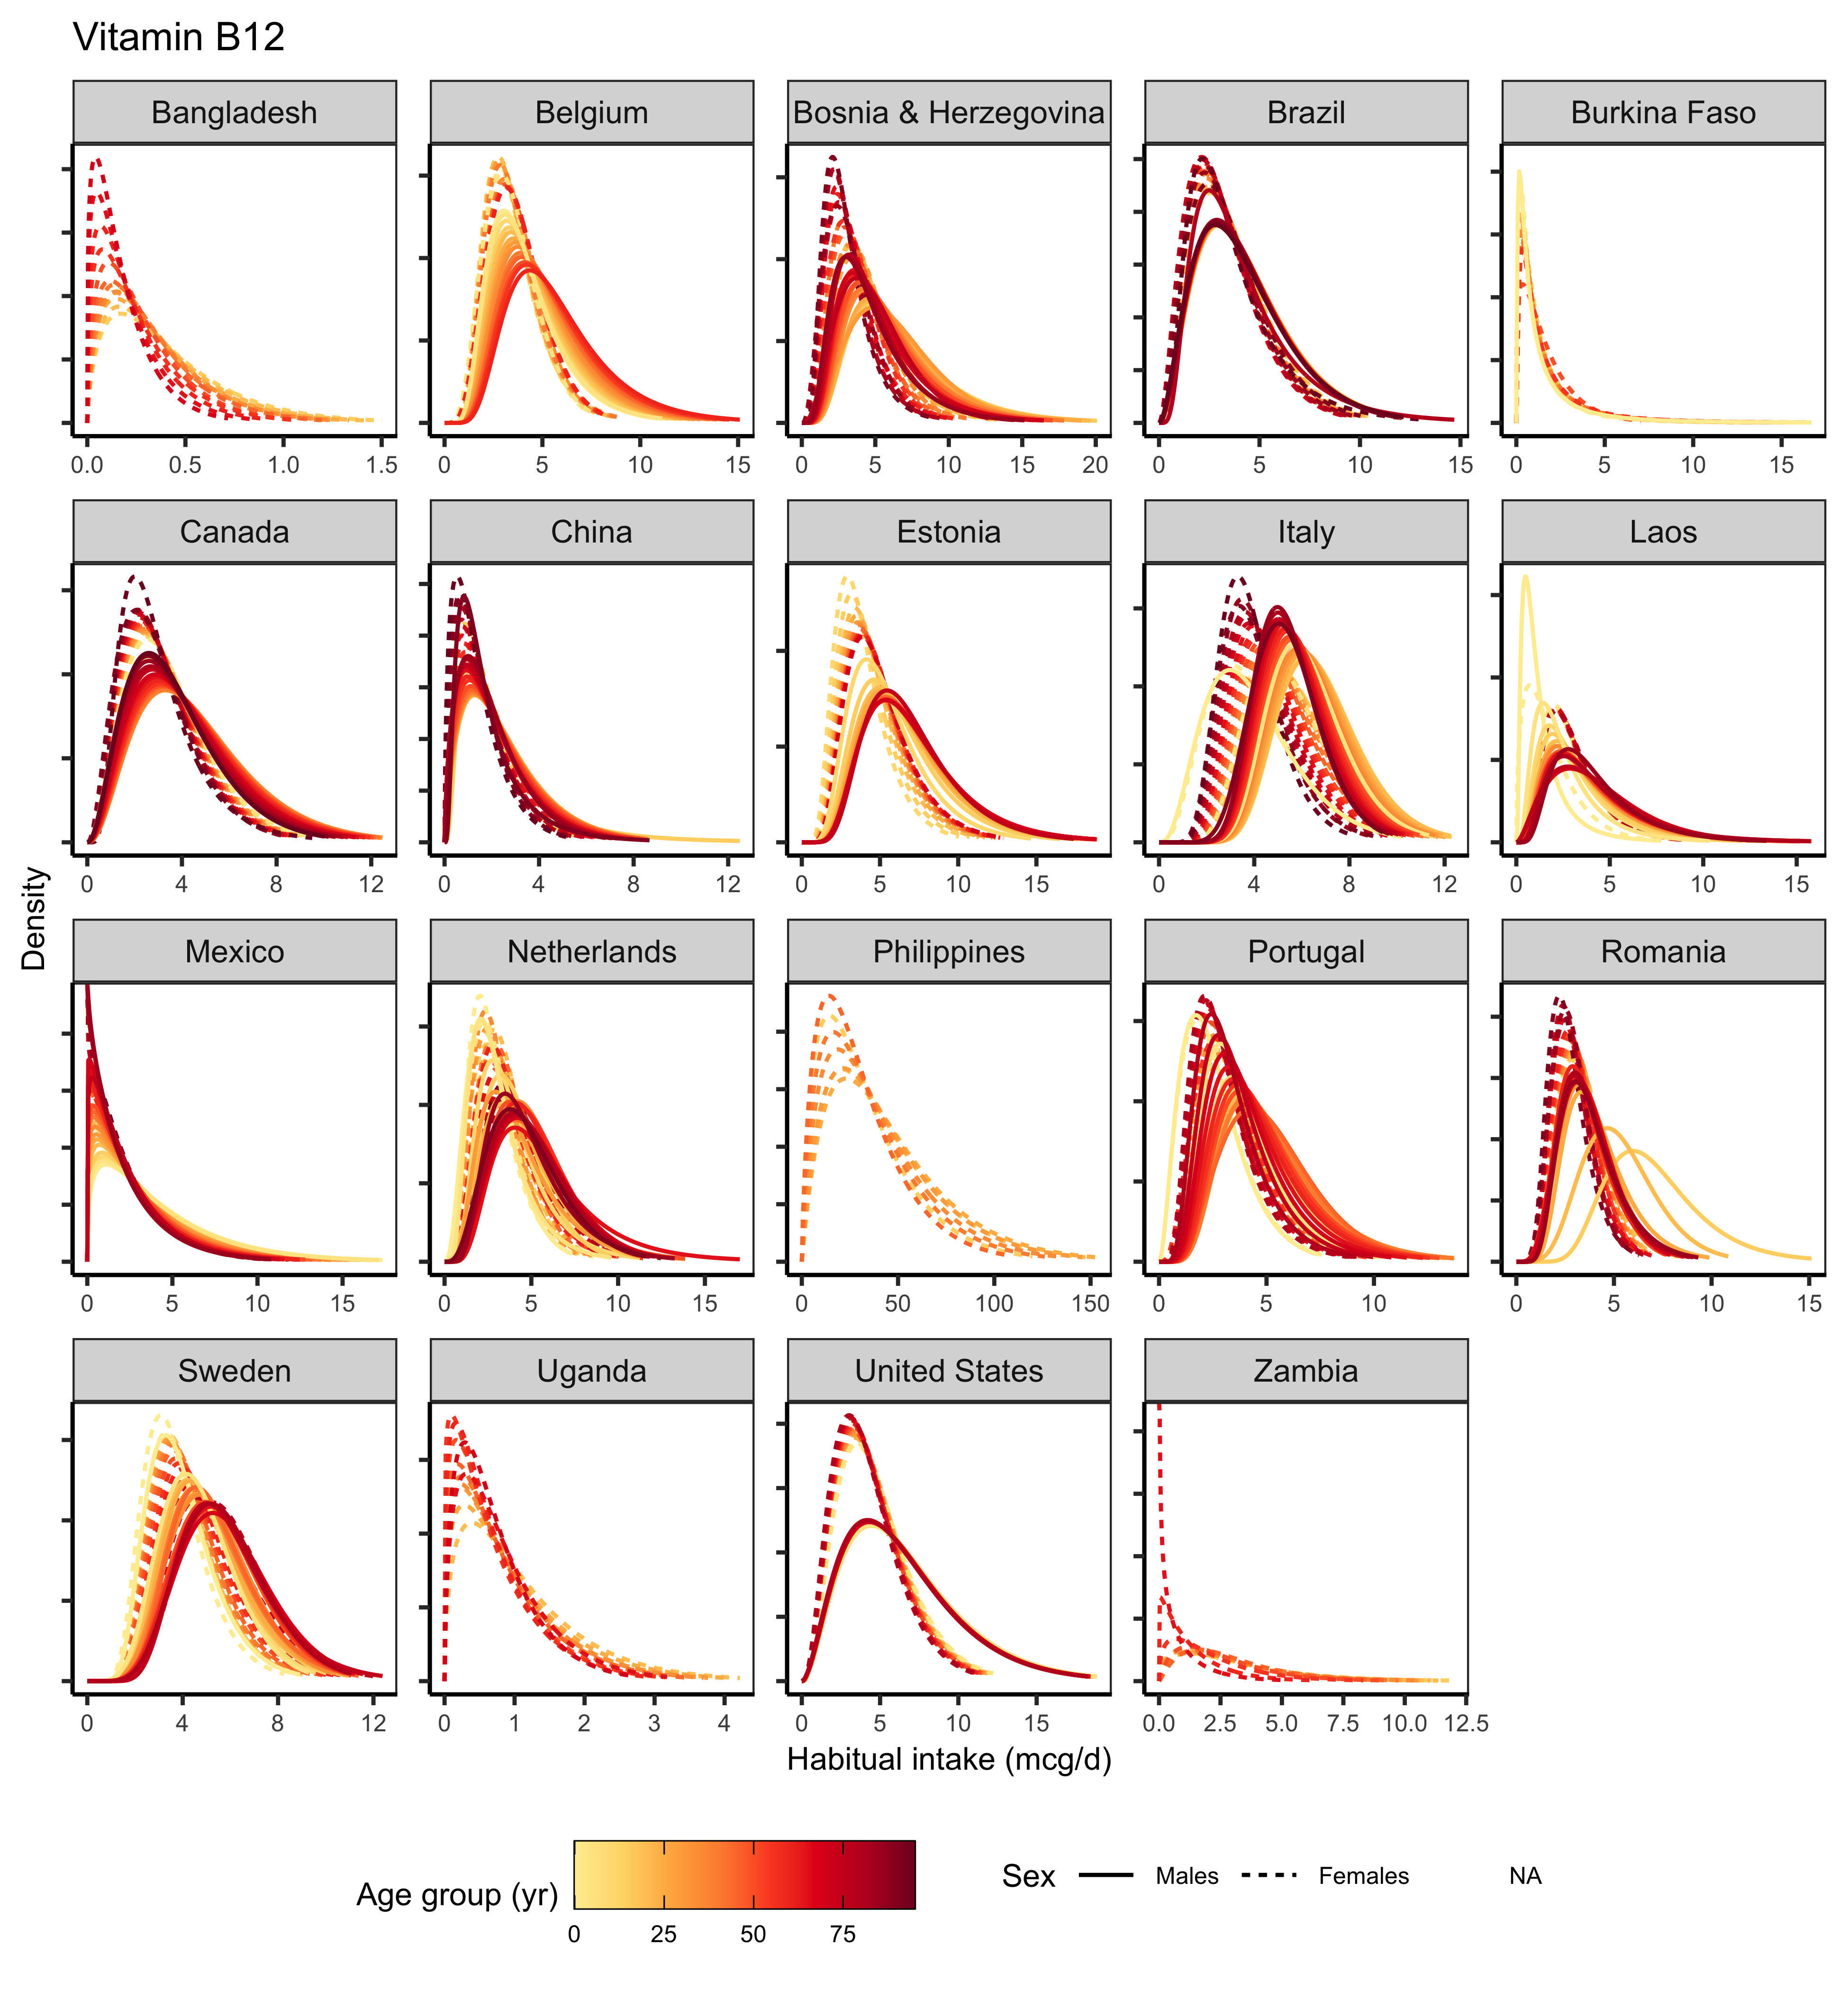 Vitamin B12
Bangladesh Belgium Bosnia & Herzegovina Brazil Burkina Faso
0.0 0.5 1.0 1.5 0 5 10 15 0 5 10 15 20 0 5 10 15 0 5 10 15
Canada China Estonia Italy Laos
0 4 8 12 0 4 8 12 0 5 10 15 0 4 8 12 0 5 10 15
Density
Mexico Netherlands Philippines Portugal Romania
0 5 10 15 0 5 10 15 0 50 100 150 0 5 10 0 5 10 15
Sweden Uganda United States Zambia
0 4 8 12 0 1 2 3 4 0 5 10 15 0.0 2.5 5.0 7.5 10.0 12.5
Habitual intake (mcg/d)
Age group (yr) Sex Males Females NA
0 25 50 75